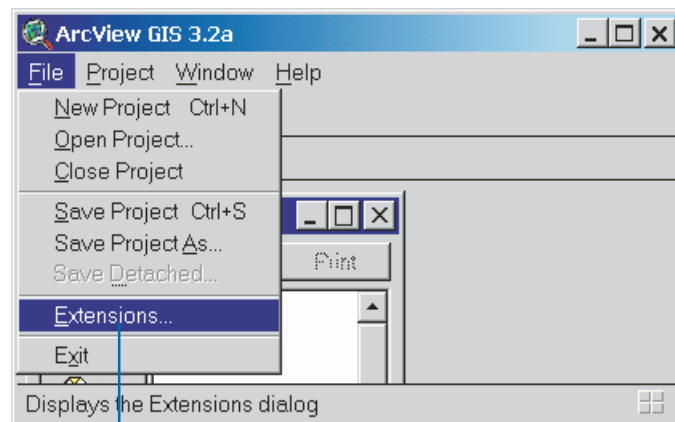 ArcView GIS 3.2a
File Project Window Help
New Project Ctrl+N
Open Project...
Close Project
Save Project Ctrl+S
Save Project As...
Save Detached...
Print
Extensions...
Exit
Displays the Extensions dialog